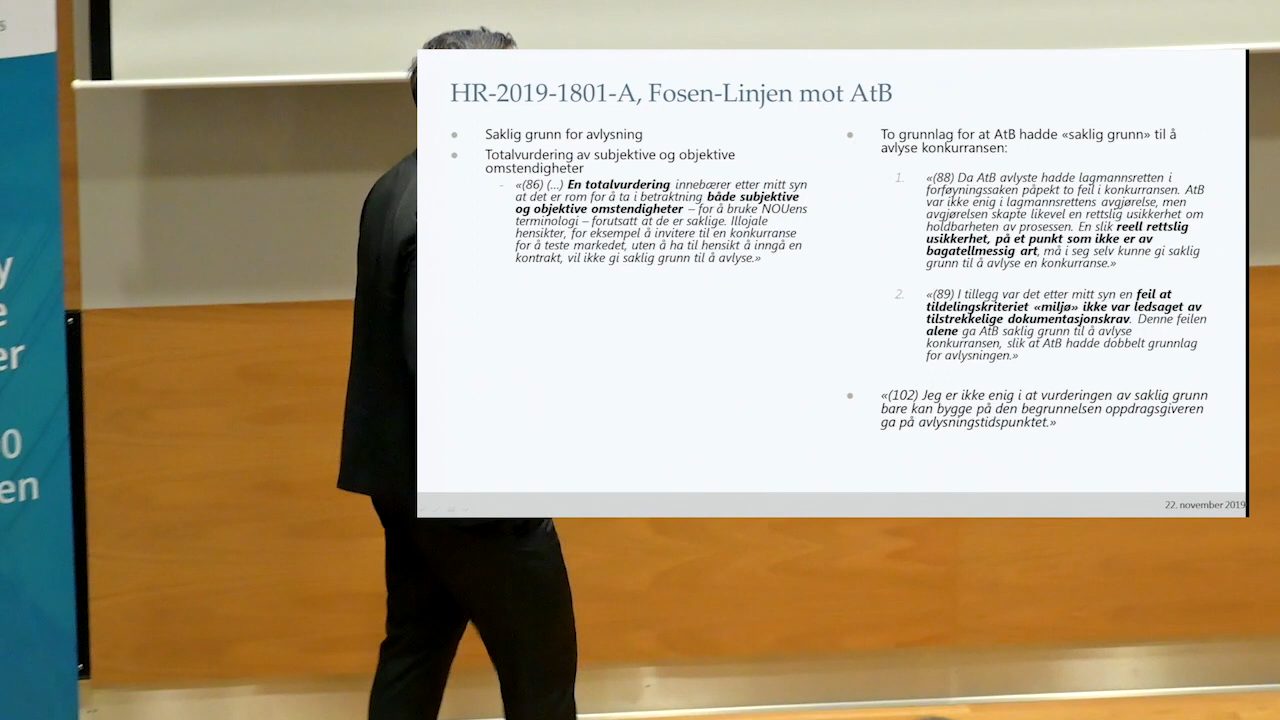 s
y
e
er
0
en
HR-2019-1801-A, Fosen-Linjen mot AtB
Saklig grunn for avlysning
Totalvurdering av subjektive og objektive
omstendigheter
- «(86) (...) En totalvurdering innebærer etter mitt syn
at det er rom for å ta i betraktning både subjektive
og objektive omstendigheter – for å bruke NOUens
terminologi – forutsatt at de er saklige. Illojale
hensikter, for eksempel å invitere til en konkurranse
for å teste markedet, uten å ha til hensikt å inngå en
kontrakt, vil ikke gi saklig grunn til å avlyse.»
To grunnlag for at AtB hadde «saklig grunn» til å
avlyse konkurransen:
1. «(88) Da AtB avlyste hadde lagmannsretten i
forføyningssaken påpekt to feil i konkurransen. AtB
var ikke enig i lagmannsrettens avgjørelse, men
avgjørelsen skapte likevel en rettslig usikkerhet om
holdbarheten av prosessen. En slik reell rettslig
usikkerhet, på et punkt som ikke er av
bagatellmessig art, må i seg selv kunne gi saklig
grunn til å avlyse en konkurranse.»
2. «(89) I tillegg var det etter mitt syn en feil at
tildelingskriteriet «miljø» ikke var ledsaget av
tilstrekkelige dokumentasjonskrav. Denne feilen
alene ga AtB saklig grunn til å avlyse
konkurransen, slik at AtB hadde dobbelt grunnlag
for avlysningen.»
«(102) Jeg er ikke enig i at vurderingen av saklig grunn
bare kan bygge på den begrunnelsen oppdragsgiveren
ga på avlysningstidspunktet.»
22. november 2019